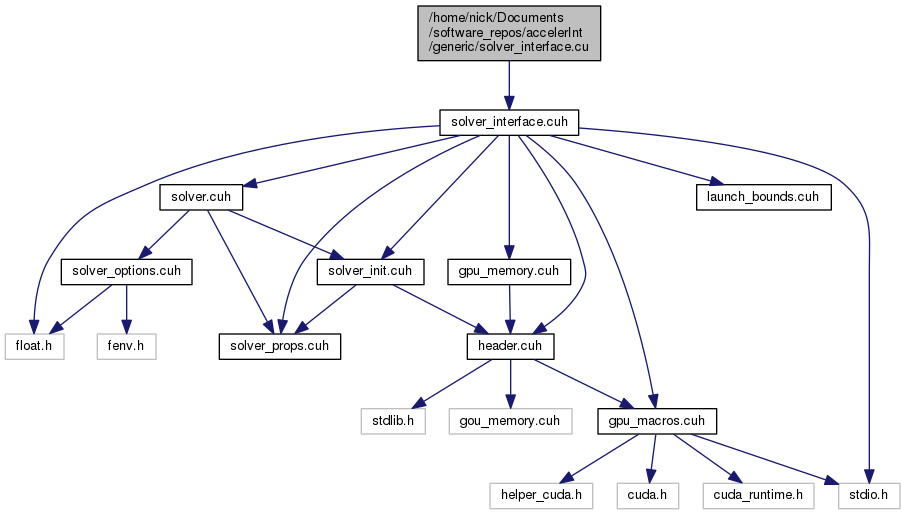 /home/nick/Documents
/software_repos/accelerInt
/generic/solver_interface.cu
solver_interface.cuh
solver.cuh
launch_bounds.cuh
solver_options.cuh
solver_init.cuh
gpu_memory.cuh
float.h
fenv.h
solver_props.cuh
header.cuh
stdlib.h
gou_memory.cuh
gpu_macros.cuh
helper_cuda.h
cuda.h
cuda_runtime.h
stdio.h